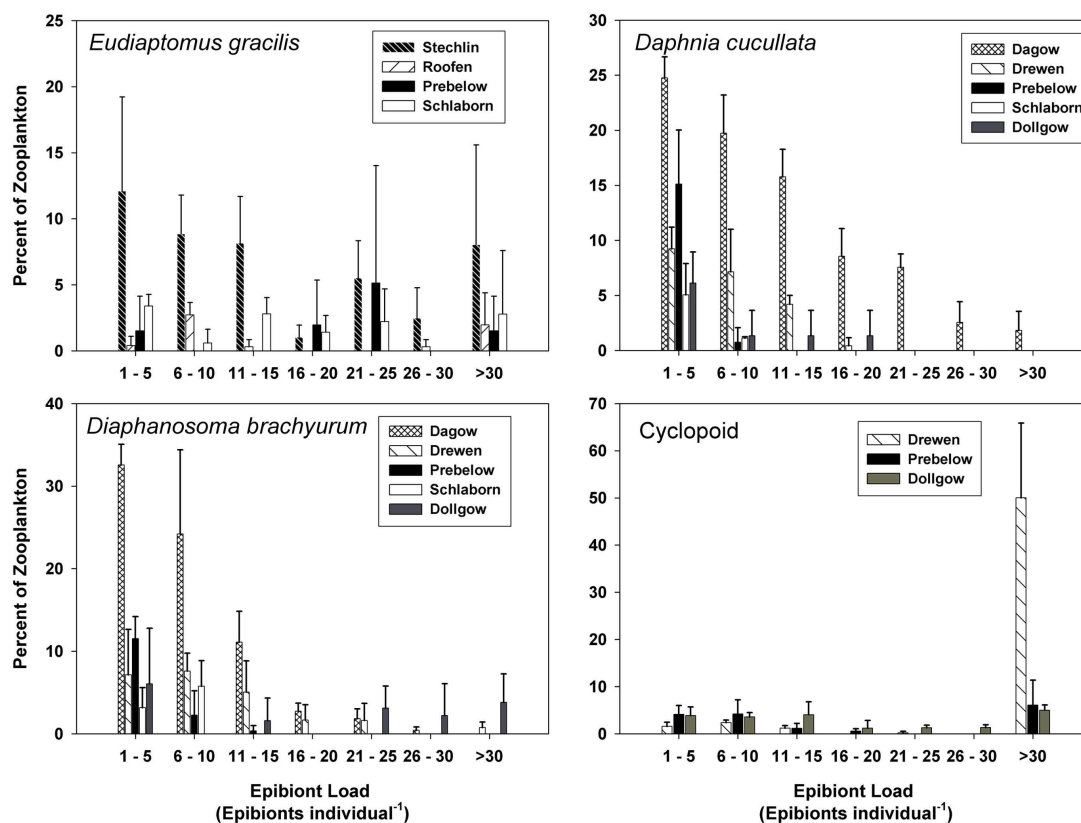 Eudiaptomus gracilis
Stechlin
Roofen
Prebelow
Schlaborn
25
20
15
10
5
0
Percent of Zooplankton
1 - 5 6 - 10 11 - 15 16 - 20 21 - 25 26 - 30 >30
Daphnia cucullata
Dagow
Drewen
Prebelow
Schlaborn
Dollgow
30
25
20
15
10
5
0
1 - 5 6 - 10 11 - 15 16 - 20 21 - 25 26 - 30 >30
Diaphanosoma brachyurum
Dagow
Drewen
Prebelow
Schlaborn
Dollgow
40
30
20
10
0
Percent of Zooplankton
1 - 5 6 - 10 11 - 15 16 - 20 21 - 25 26 - 30 >30
Epibiont Load
(Epibionts individual⁻¹)
Cyclopoid
Drewen
Prebelow
Dollgow
70
60
50
40
30
20
10
0
1 - 5 6 - 10 11 - 15 16 - 20 21 - 25 26 - 30 >30
Epibiont Load
(Epibionts individual⁻¹)